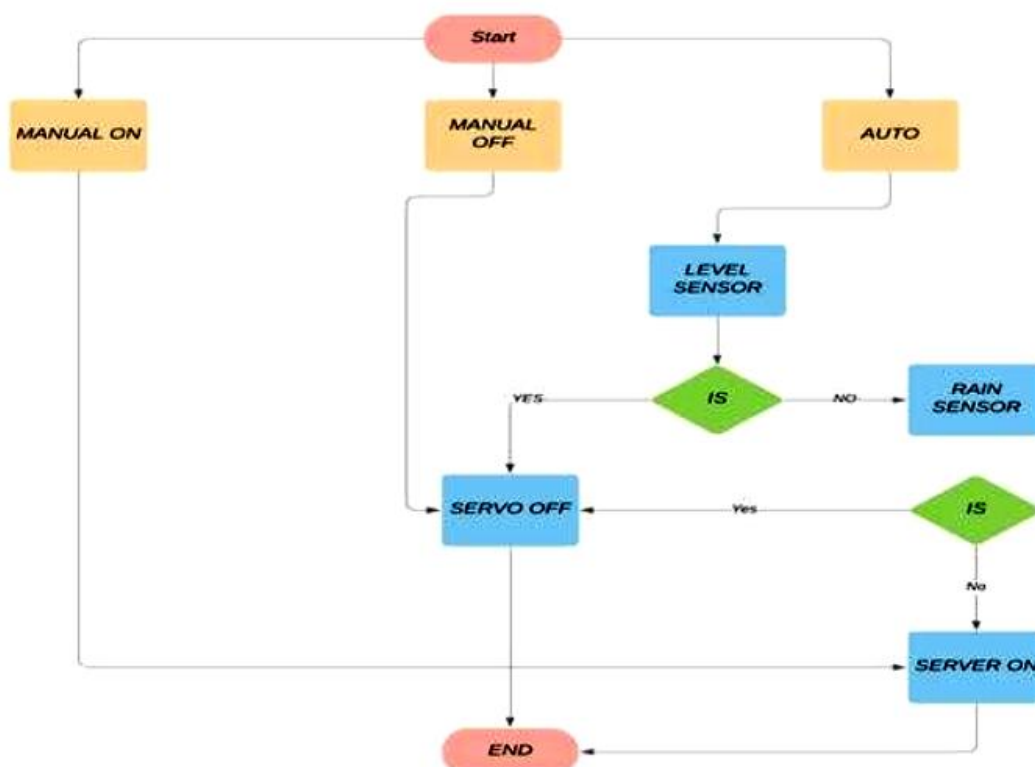 Start
MANUAL ON
MANUAL
OFF
AUTO
LEVEL
SENSOR
IS
YES
NO
RAIN
SENSOR
SERVO OFF
Yes
IS
No
SERVER ON
END